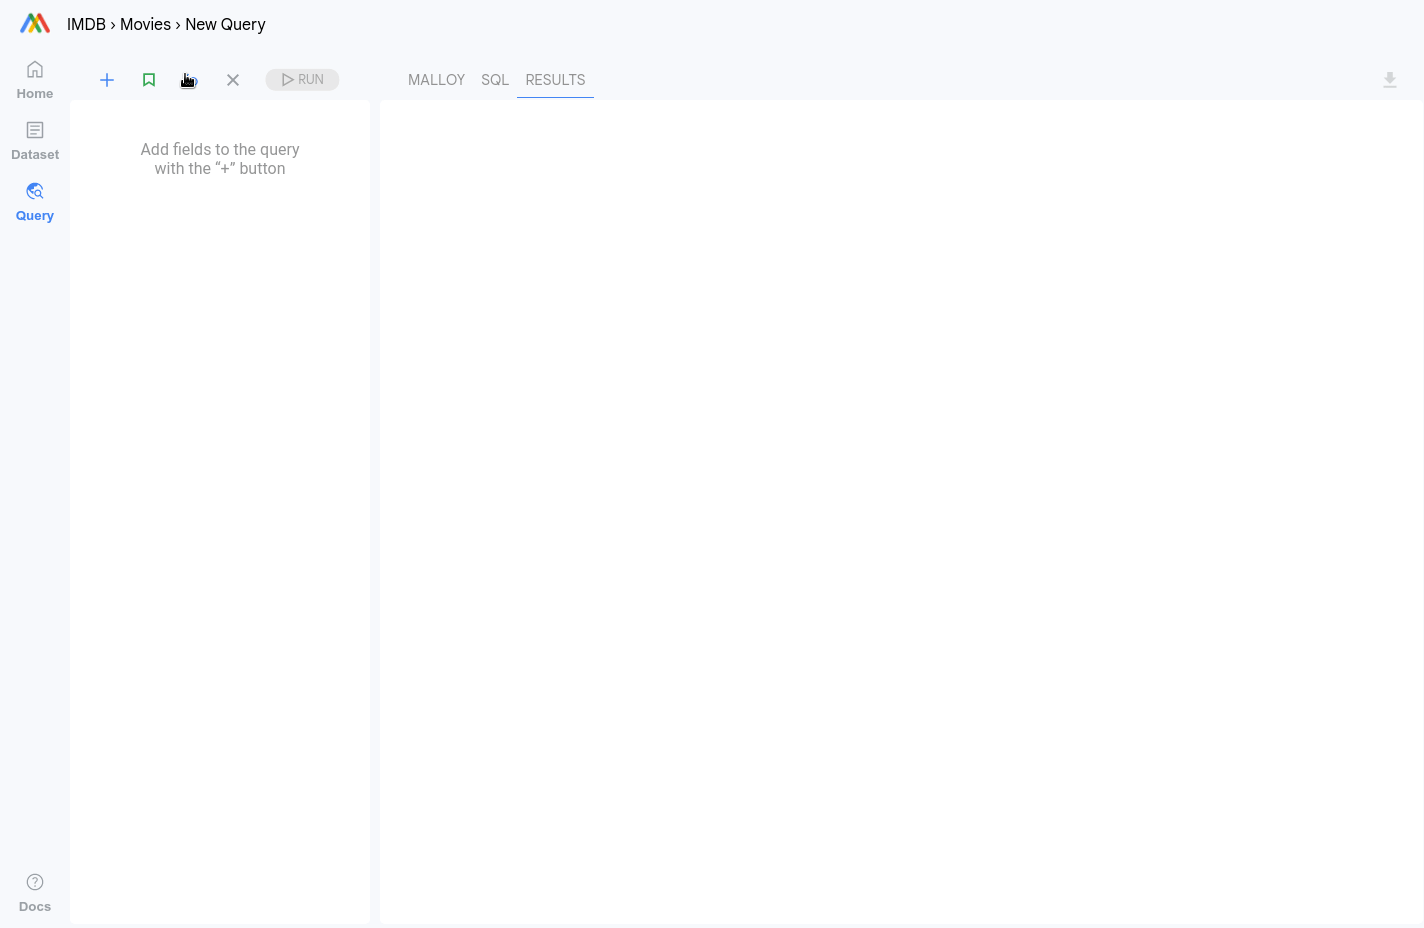 IMDB › Movies › New Query
Home
Dataset
Query
RUN
MALLOY SQL RESULTS
Add fields to the query
with the “+” button
Docs